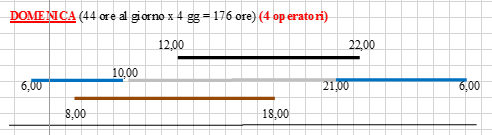 DOMENICA (44 ore al giorno x 4 gg = 176 ore) (4 operatori)
12,00 22,00
10,00
6,00 21,00 6,00
8,00 18,00